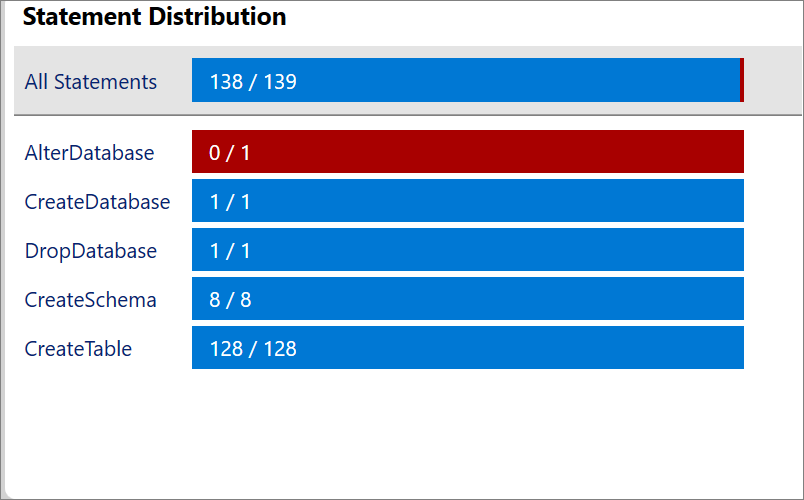 Statement Distribution
All Statements 138 / 139
AlterDatabase 0 / 1
CreateDatabase 1 / 1
DropDatabase 1 / 1
CreateSchema 8 / 8
CreateTable 128 / 128